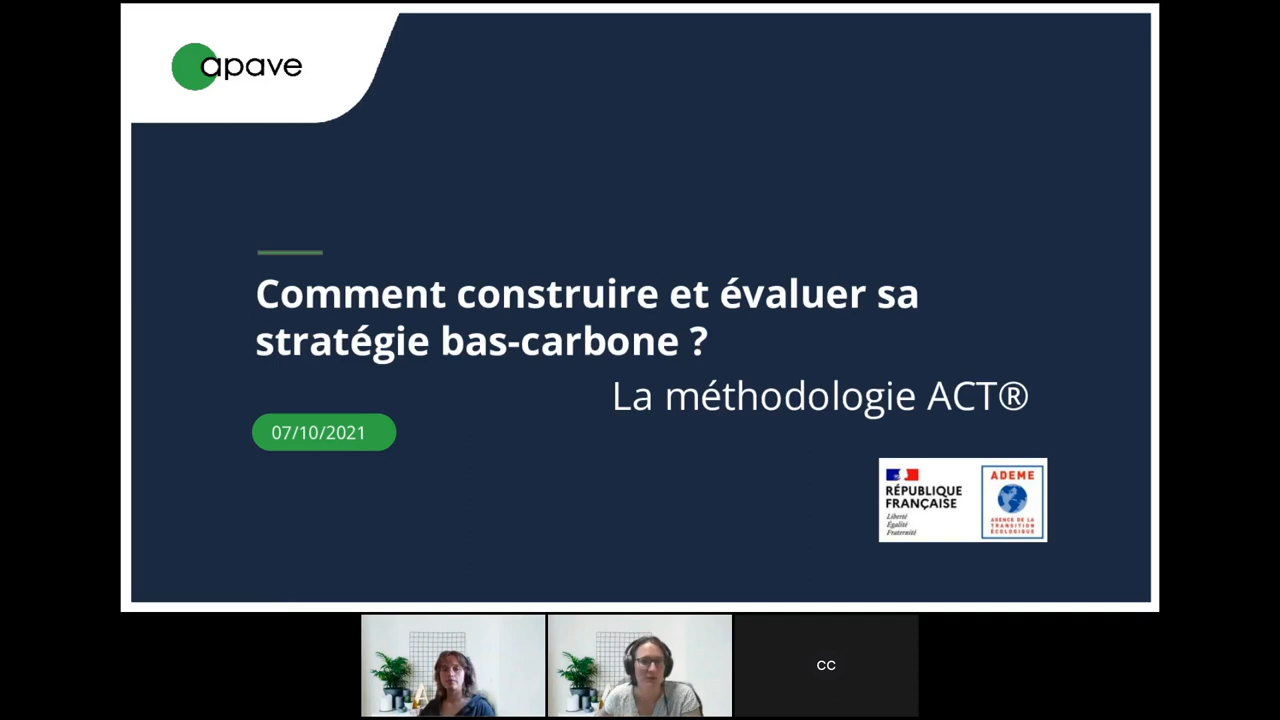 apave
Comment construire et évaluer sa
stratégie bas-carbone ?
La méthodologie ACT®
07/10/2021
RÉPUBLIQUE
FRANÇAISE
Liberté
Égalité
Fraternité
ADEME
AGENCE DE LA
TRANSITION
ÉCOLOGIQUE
CC